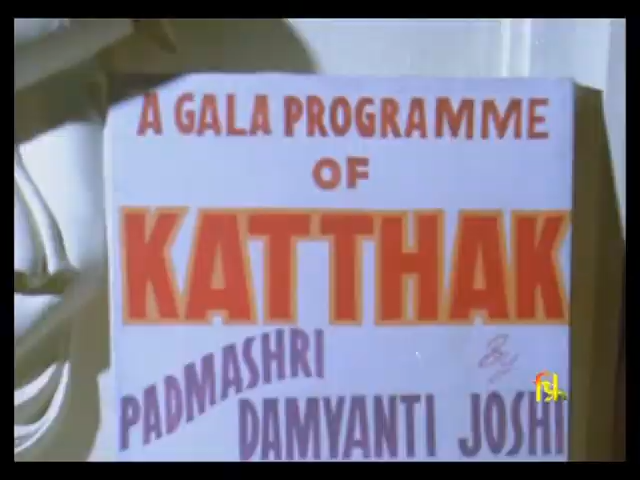 A GALA PROGRAMME
OF
KATTHAK
By
PADMASHRI
DAMYANTI JOSHI